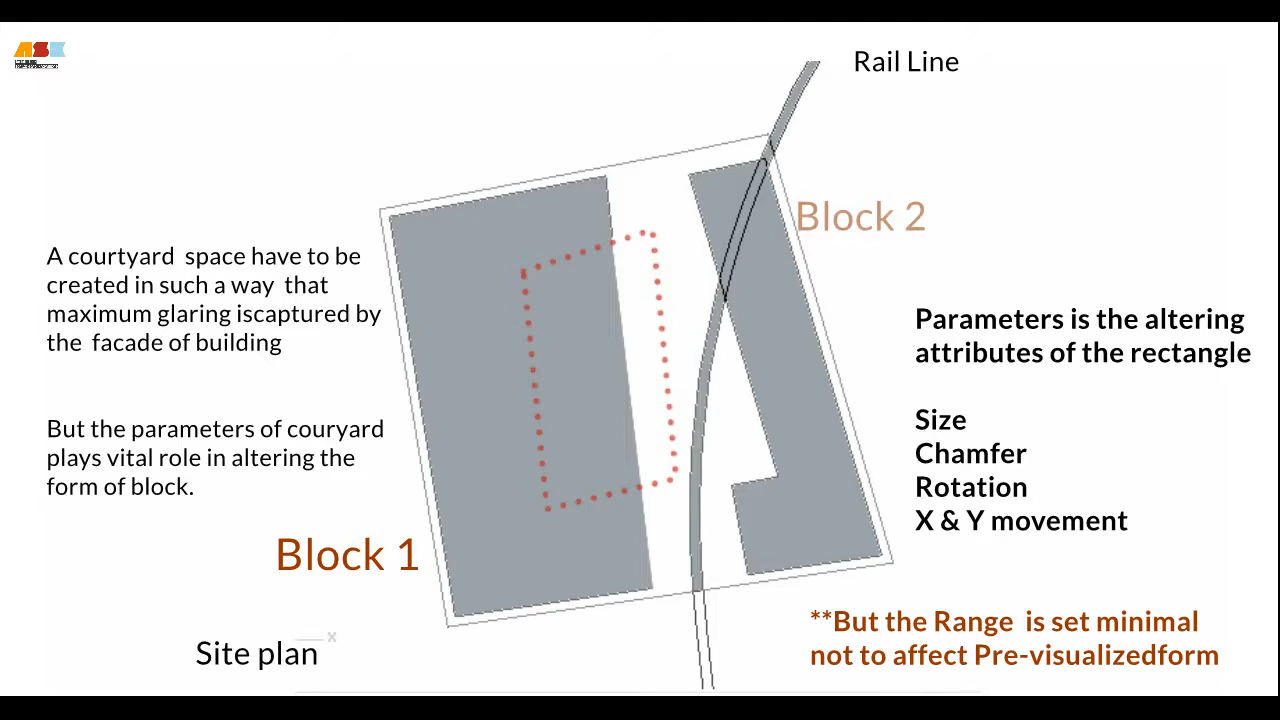 ASK
Rail Line
Block 2
A courtyard  space have to be
created in such a way  that
maximum glaring iscaptured by
the  facade of building
Parameters is the altering
attributes of the rectangle
But the parameters of couryard
plays vital role in altering the
form of block.
Size
Chamfer
Rotation
X & Y movement
Block 1
**But the Range  is set minimal
not to affect Pre-visualizedform
Site plan
X